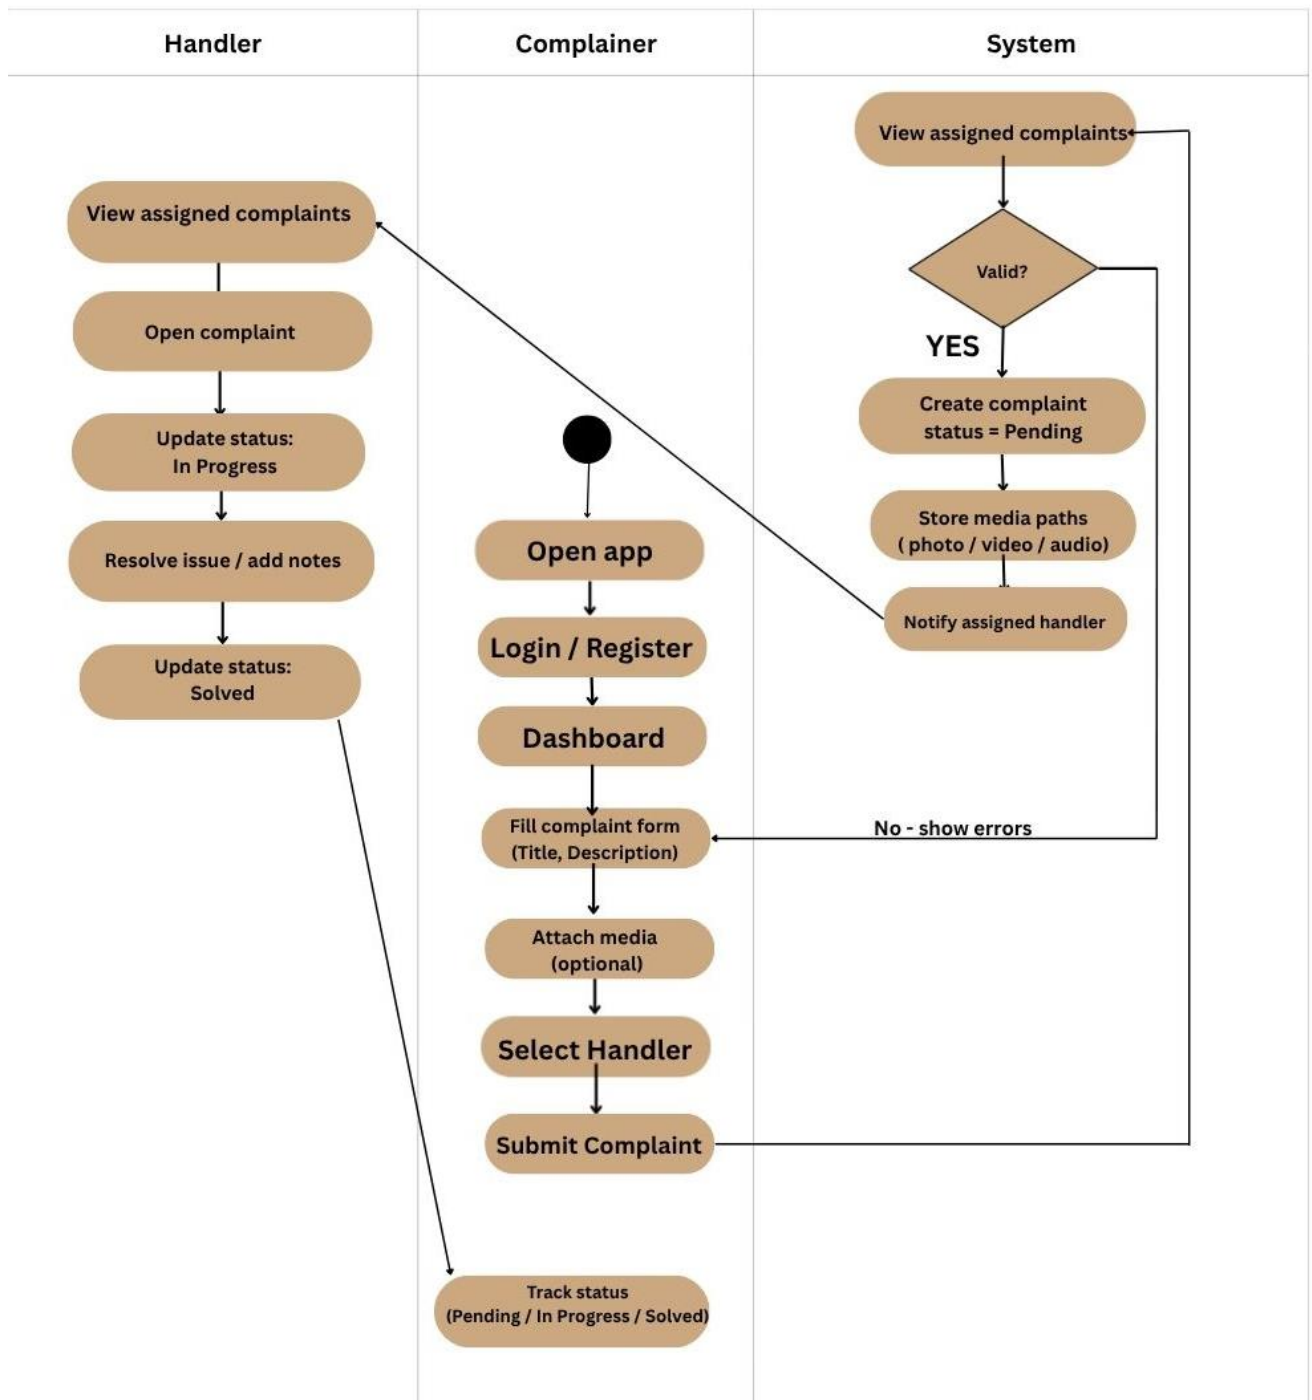 Handler
Complainer
System
View assigned complaints
Open complaint
Update status:
In Progress
Resolve issue / add notes
Update status:
Solved
Open app
Login / Register
Dashboard
Fill complaint form
(Title, Description)
Attach media
(optional)
Select Handler
Submit Complaint
Track status
(Pending / In Progress / Solved)
View assigned complaints
Valid?
YES
Create complaint
status = Pending
Store media paths
( photo / video / audio)
Notify assigned handler
No - show errors